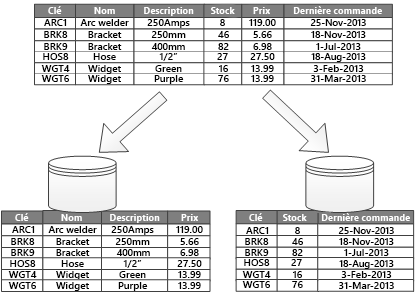 Clé Nom Description Stock Prix Dernière commande
ARC1 Arc welder 250Amps 8 119.00 25-Nov-2013
BRK8 Bracket 250mm 46 5.66 18-Nov-2013
BRK9 Bracket 400mm 82 6.98 1-Jul-2013
HOS8 Hose 1/2" 27 27.50 18-Aug-2013
WGT4 Widget Green 16 13.99 3-Feb-2013
WGT6 Widget Purple 76 13.99 31-Mar-2013
Clé Nom Description Prix
ARC1 Arc welder 250Amps 119.00
BRK8 Bracket 250mm 5.66
BRK9 Bracket 400mm 6.98
HOS8 Hose 1/2" 27.50
WGT4 Widget Green 13.99
WGT6 Widget Purple 13.99
Clé Stock Dernière commande
ARC1 8 25-Nov-2013
BRK8 46 18-Nov-2013
BRK9 82 1-Jul-2013
HOS8 27 18-Aug-2013
WGT4 16 3-Feb-2013
WGT6 76 31-Mar-2013